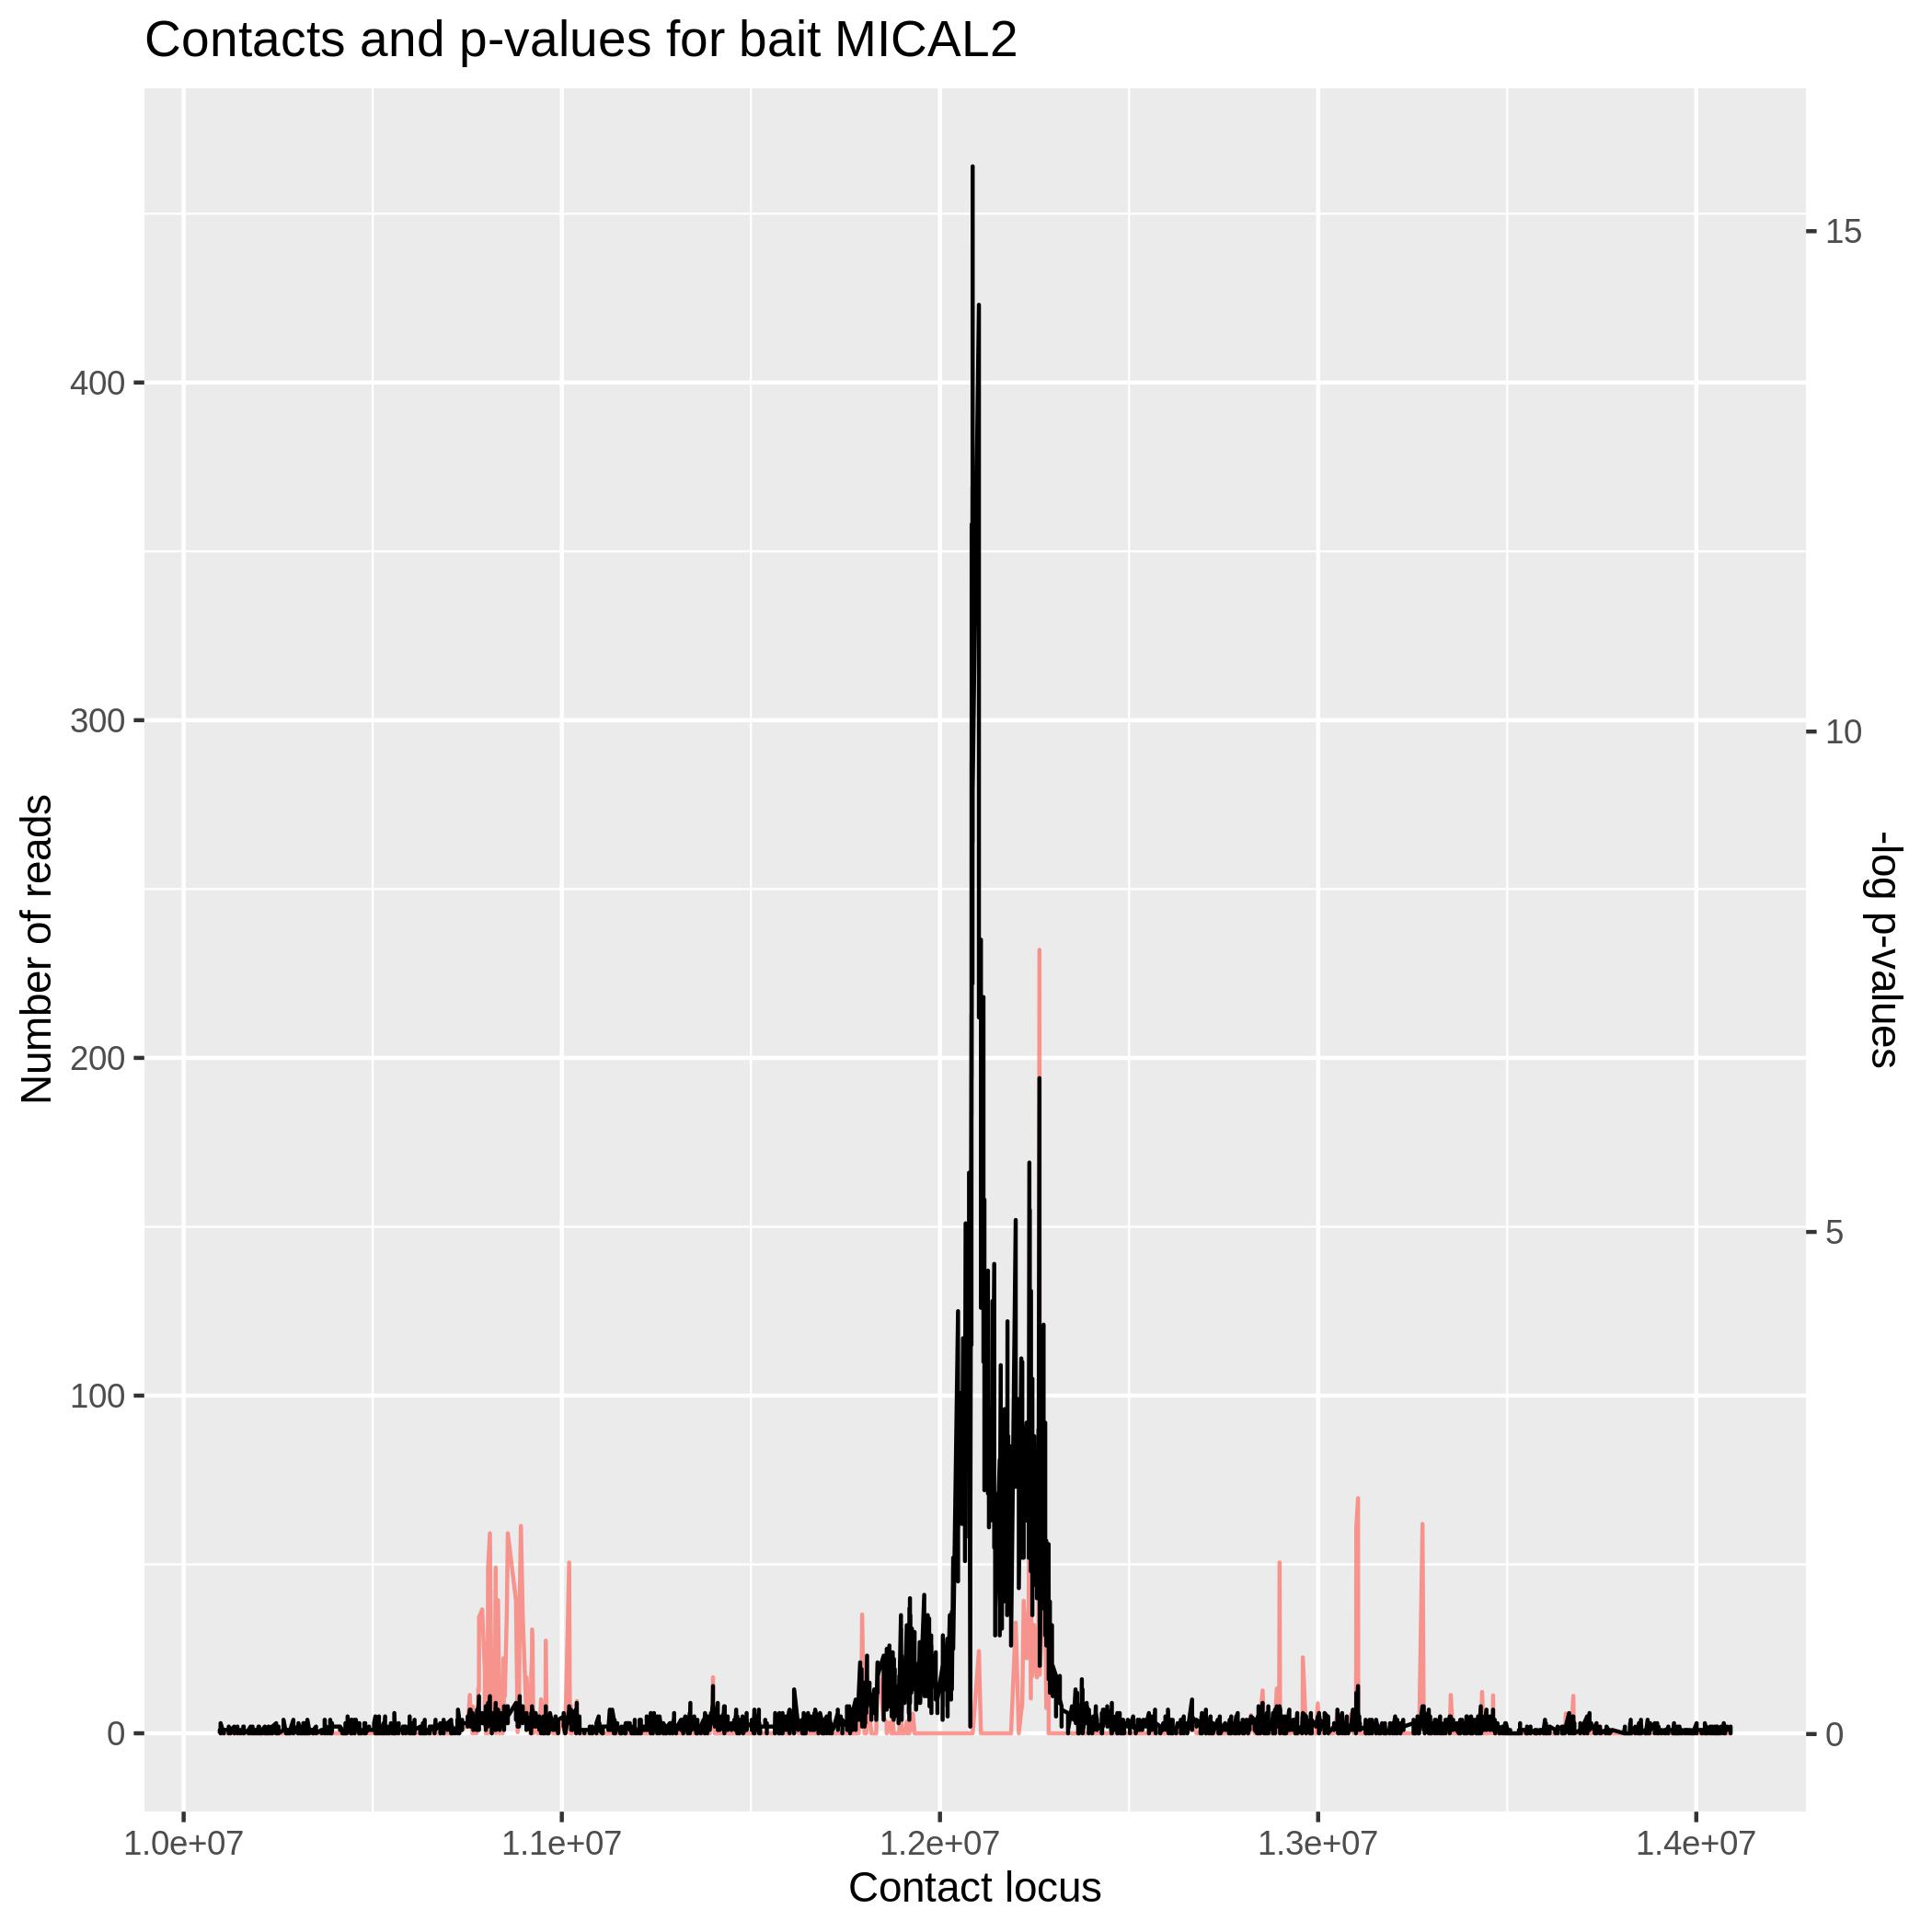 Contacts and p-values for bait MICAL2
Number of reads
400
300
200
100
0
15
10
5
0
-log p-values
1.0e+07
1.1e+07
1.2e+07
1.3e+07
1.4e+07
Contact locus